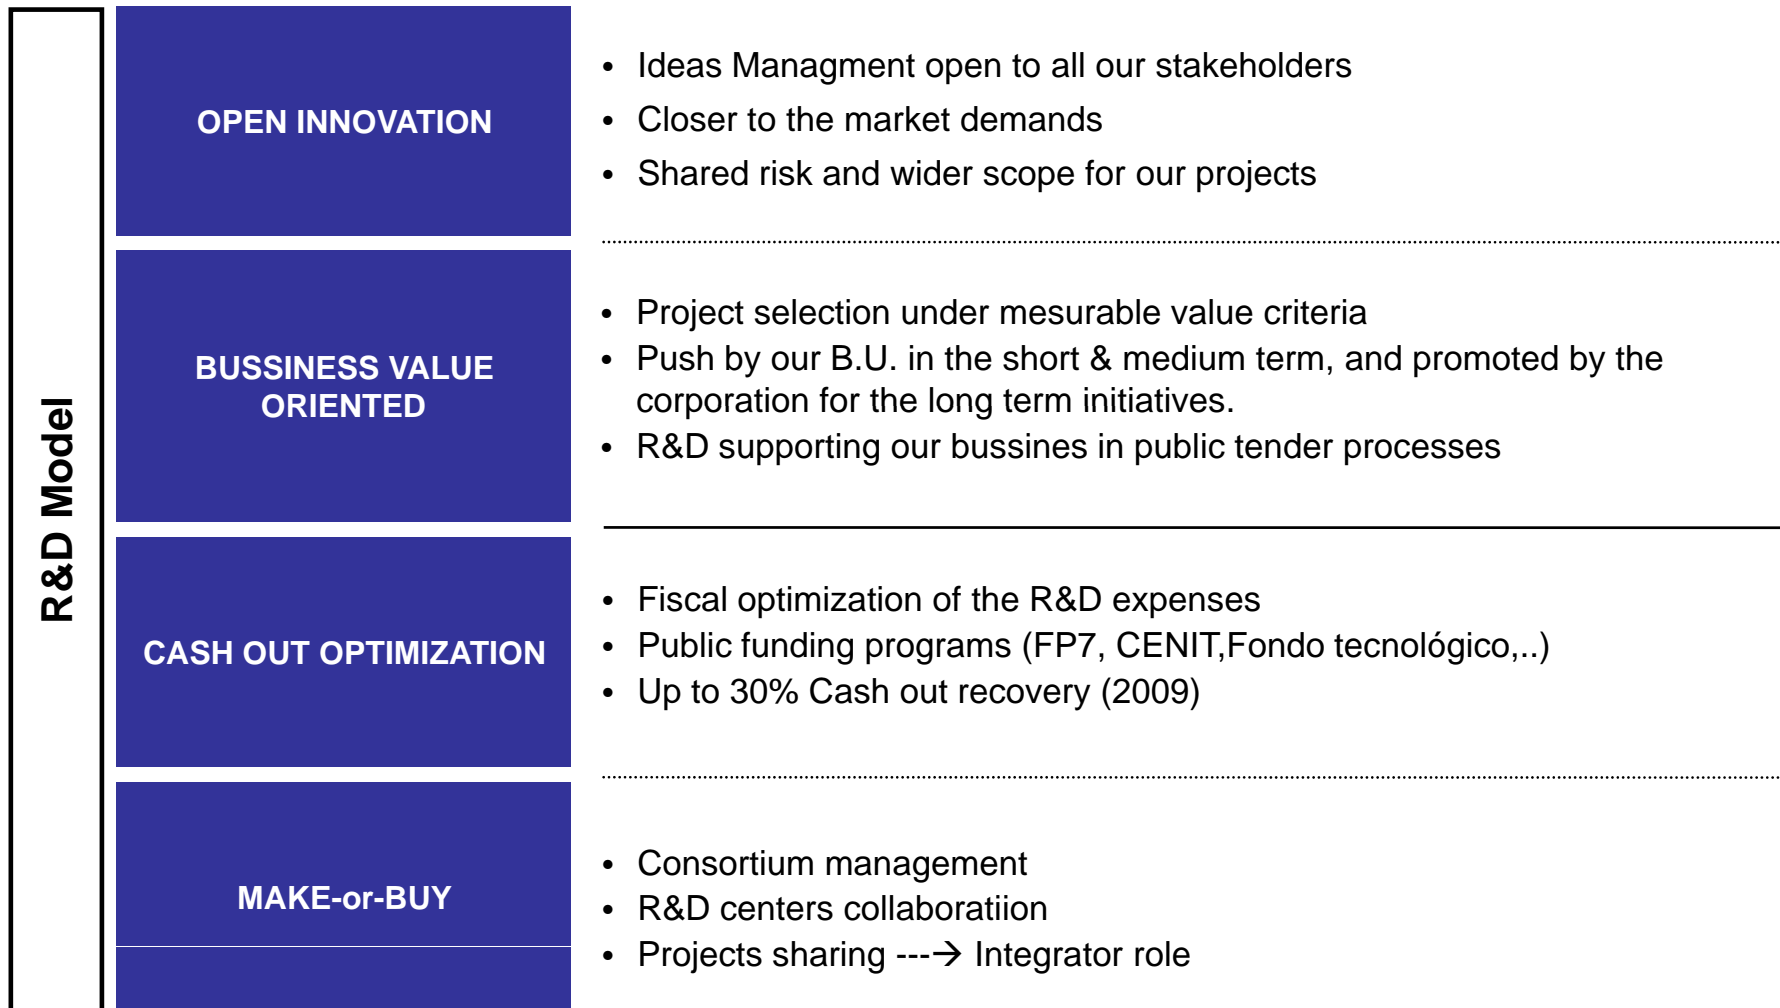 R&D Model
OPEN INNOVATION
• Ideas Managment open to all our stakeholders
• Closer to the market demands
• Shared risk and wider scope for our projects
BUSSINESS VALUE
ORIENTED
• Project selection under mesurable value criteria
• Push by our B.U. in the short & medium term, and promoted by the
corporation for the long term initiatives.
• R&D supporting our bussines in public tender processes
CASH OUT OPTIMIZATION
• Fiscal optimization of the R&D expenses
• Public funding programs (FP7, CENIT,Fondo tecnológico,..)
• Up to 30% Cash out recovery (2009)
MAKE-or-BUY
• Consortium management
• R&D centers collaboratiion
• Projects sharing ---→ Integrator role